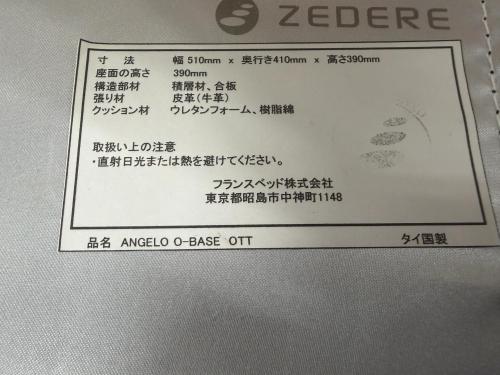 ZEDERE
寸 法 幅 510mm x 奥行き410mm x 高さ390mm
座面の高さ 390mm
構造部材 積層材、合板
張り材 皮革(牛革)
クッション材 ウレタンフォーム、樹脂綿
取扱い上の注意
・直射日光または熱を避けてください。
フランスベッド株式会社
東京都昭島市中神町1148
品名 ANGELO O-BASE OTT タイ国製